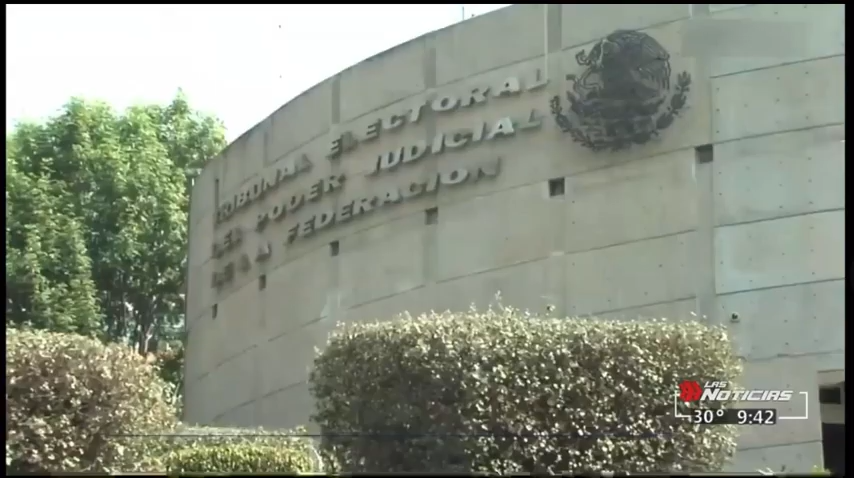 TRIBUNAL ELECTORAL
DEL PODER JUDICIAL
DE LA FEDERACION
LAS
NOTICIAS
30° 9:42